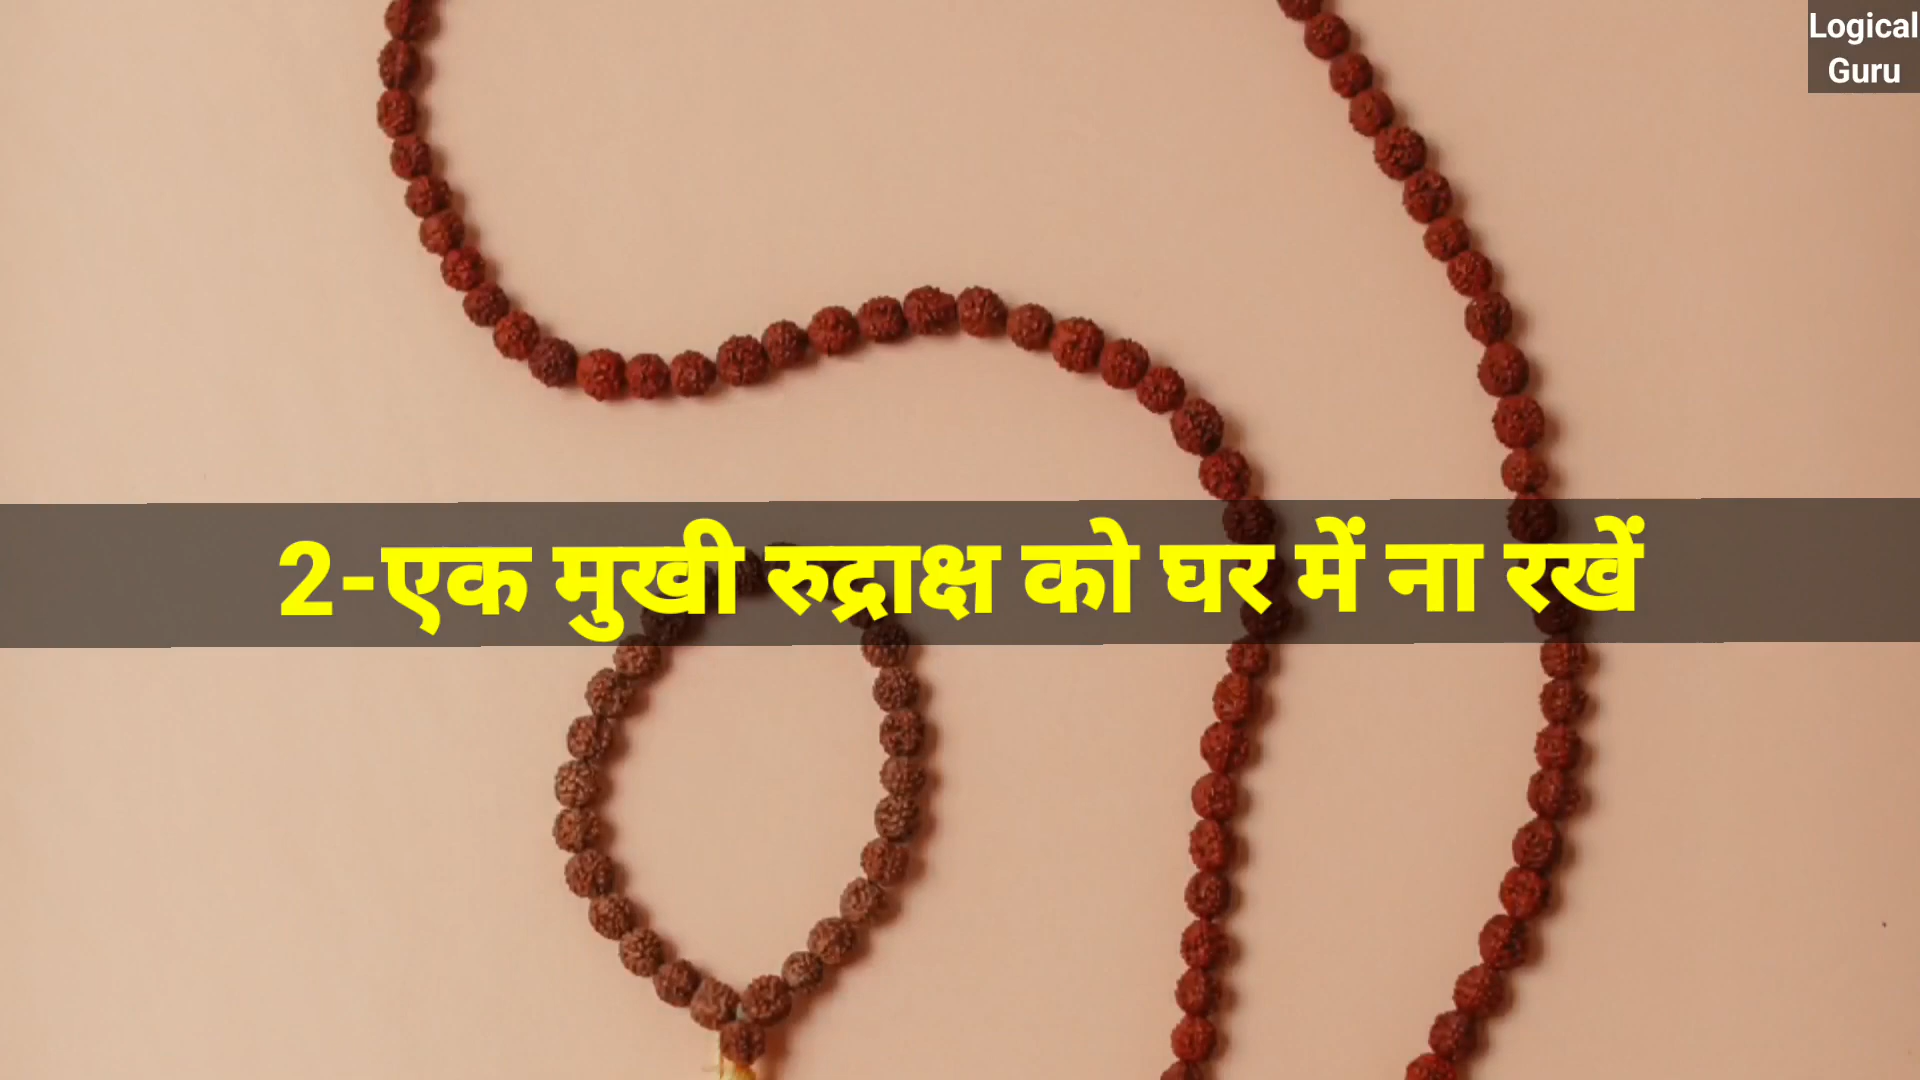 Logical
Guru
2-एक मुखी रुद्राक्ष को घर में ना रखें